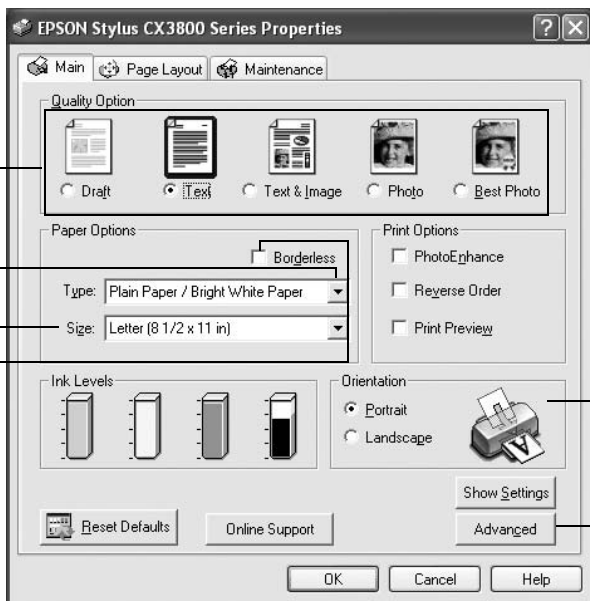 EPSON Stylus CX3800 Series Properties
Main Page Layout Maintenance
Quality Option
Draft Text Text & Image Photo Best Photo
Paper Options
Borderless
Type: Plain Paper / Bright White Paper
Size: Letter (8 1/2 x 11 in)
Print Options
PhotoEnhance
Reverse Order
Print Preview
Ink Levels
Orientation
Portrait
Landscape
A
Show Settings
Reset Defaults Online Support Advanced
OK Cancel Help